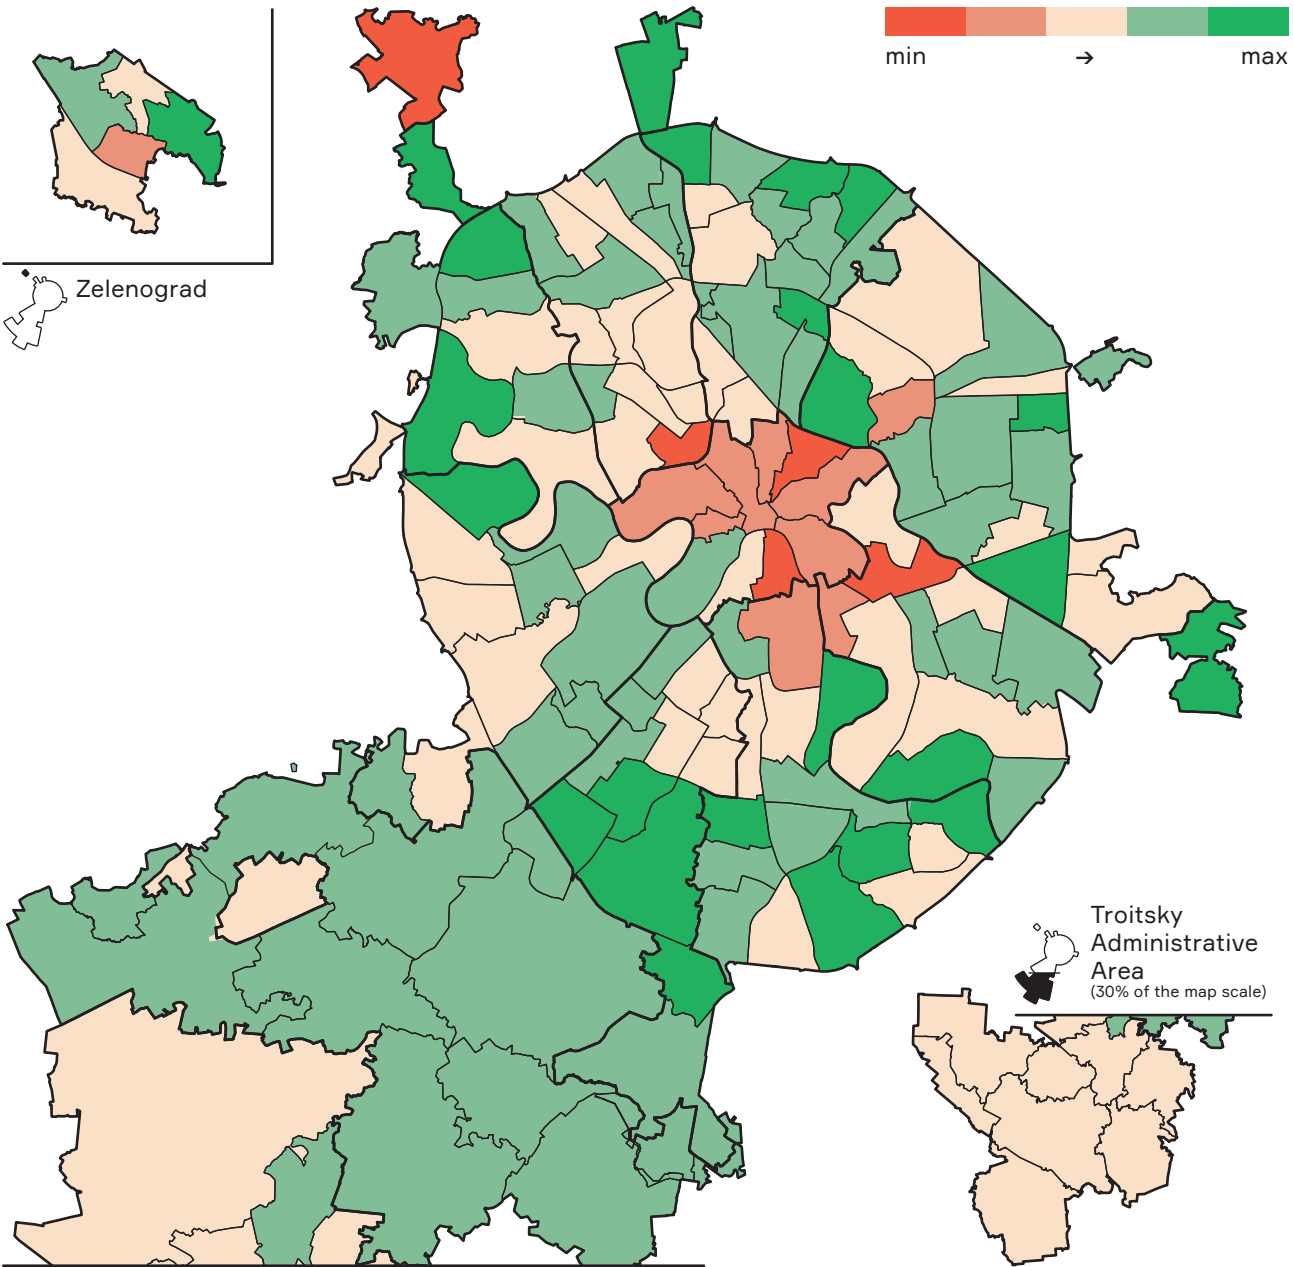 min → max
Zelenograd
Troitsky
Administrative
Area
(30% of the map scale)